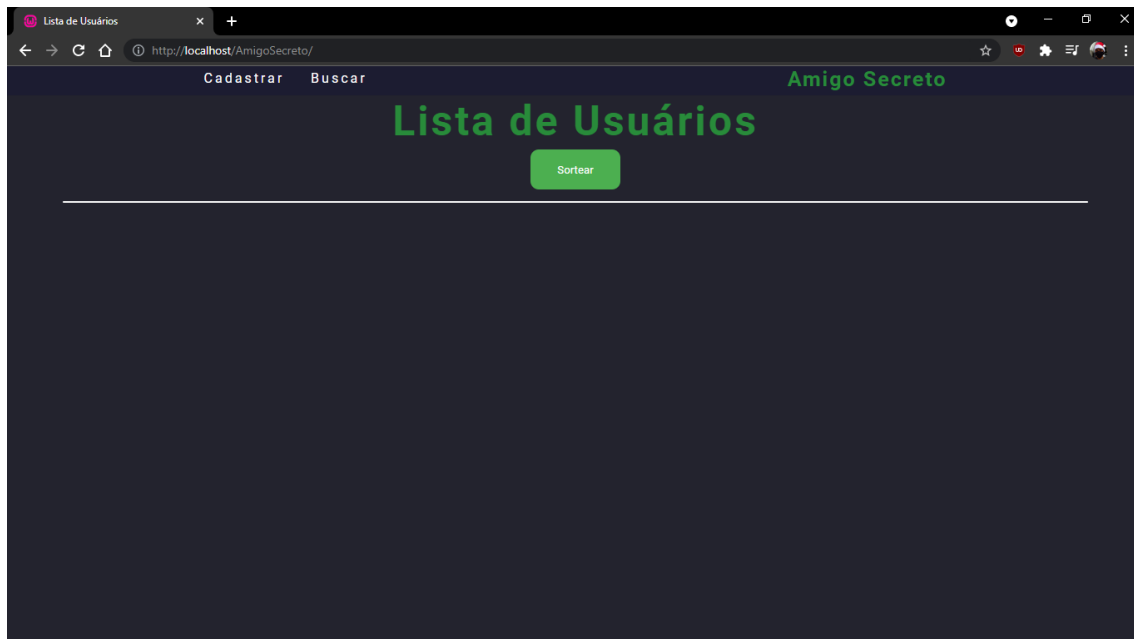 Lista de Usuários
http://localhost/AmigoSecreto/
Cadastrar Buscar Amigo Secreto
Lista de Usuários
Sortear